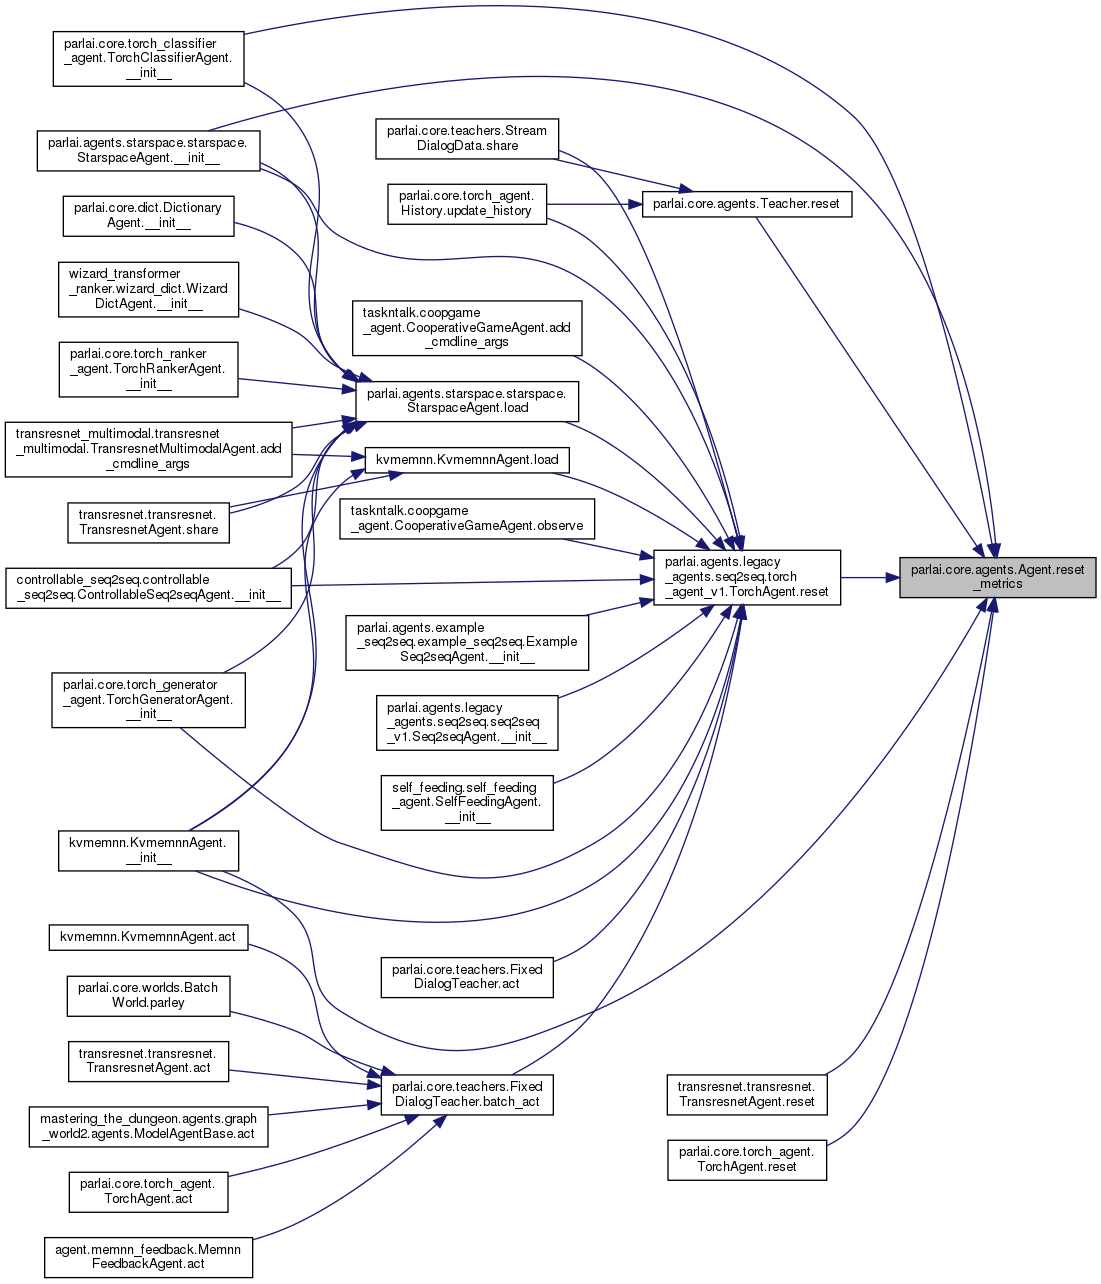 parlai.core.torch_classifier
_agent.TorchClassifierAgent.
__init__
parlai.agents.starspace.starspace.
StarspaceAgent.__init__
parlai.core.dict.Dictionary
Agent.__init__
wizard_transformer
_ranker.wizard_dict.Wizard
DictAgent.__init__
parlai.core.torch_ranker
_agent.TorchRankerAgent.
__init__
transresnet_multimodal.transresnet
_multimodal.TransresnetMultimodalAgent.add
_cmdline_args
transresnet.transresnet.
TransresnetAgent.share
controllable_seq2seq.controllable
_seq2seq.ControllableSeq2seqAgent.__init__
parlai.core.torch_generator
_agent.TorchGeneratorAgent.
__init__
kvmemnn.KvmemnnAgent.
__init__
kvmemnn.KvmemnnAgent.act
parlai.core.worlds.Batch
World.parley
transresnet.transresnet.
TransresnetAgent.act
mastering_the_dungeon.agents.graph
_world2.agents.ModelAgentBase.act
parlai.core.torch_agent.
TorchAgent.act
agent.memnn_feedback.Memnn
FeedbackAgent.act
parlai.core.teachers.Stream
DialogData.share
parlai.core.torch_agent.
History.update_history
taskntalk.coopgame
_agent.CooperativeGameAgent.add
_cmdline_args
parlai.agents.starspace.starspace.
StarspaceAgent.load
kvmemnn.KvmemnnAgent.load
taskntalk.coopgame
_agent.CooperativeGameAgent.observe
parlai.agents.example
_seq2seq.example_seq2seq.Example
Seq2seqAgent.__init__
parlai.agents.legacy
_agents.seq2seq.seq2seq
_v1.Seq2seqAgent.__init__
self_feeding.self_feeding
_agent.SelfFeedingAgent.
__init__
parlai.core.teachers.Fixed
DialogTeacher.act
parlai.core.teachers.Fixed
DialogTeacher.batch_act
parlai.core.agents.Teacher.reset
parlai.agents.legacy
_agents.seq2seq.torch
_agent_v1.TorchAgent.reset
transresnet.transresnet.
TransresnetAgent.reset
parlai.core.torch_agent.
TorchAgent.reset
parlai.core.agents.Agent.reset
_metrics